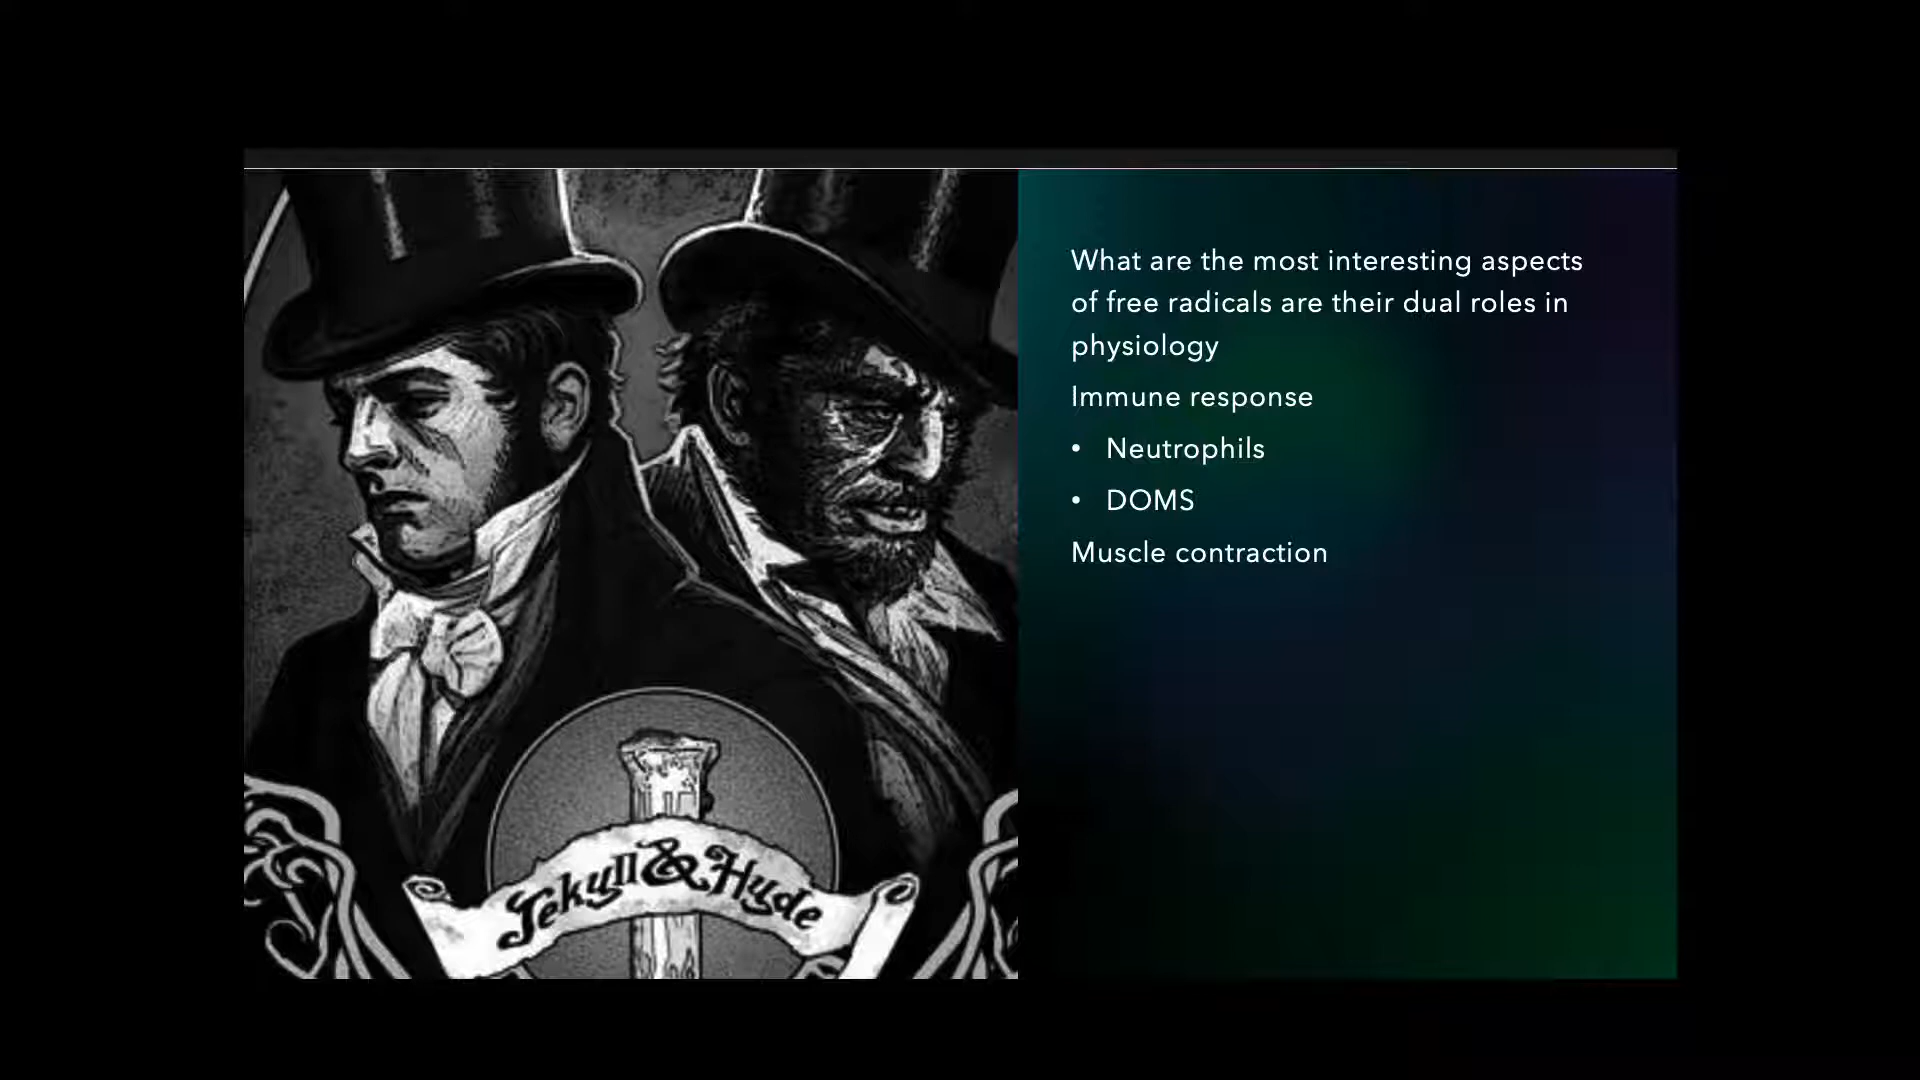 What are the most interesting aspects
of free radicals are their dual roles in
physiology
Immune response
• Neutrophils
• DOMS
Muscle contraction
Jekyll & Hyde